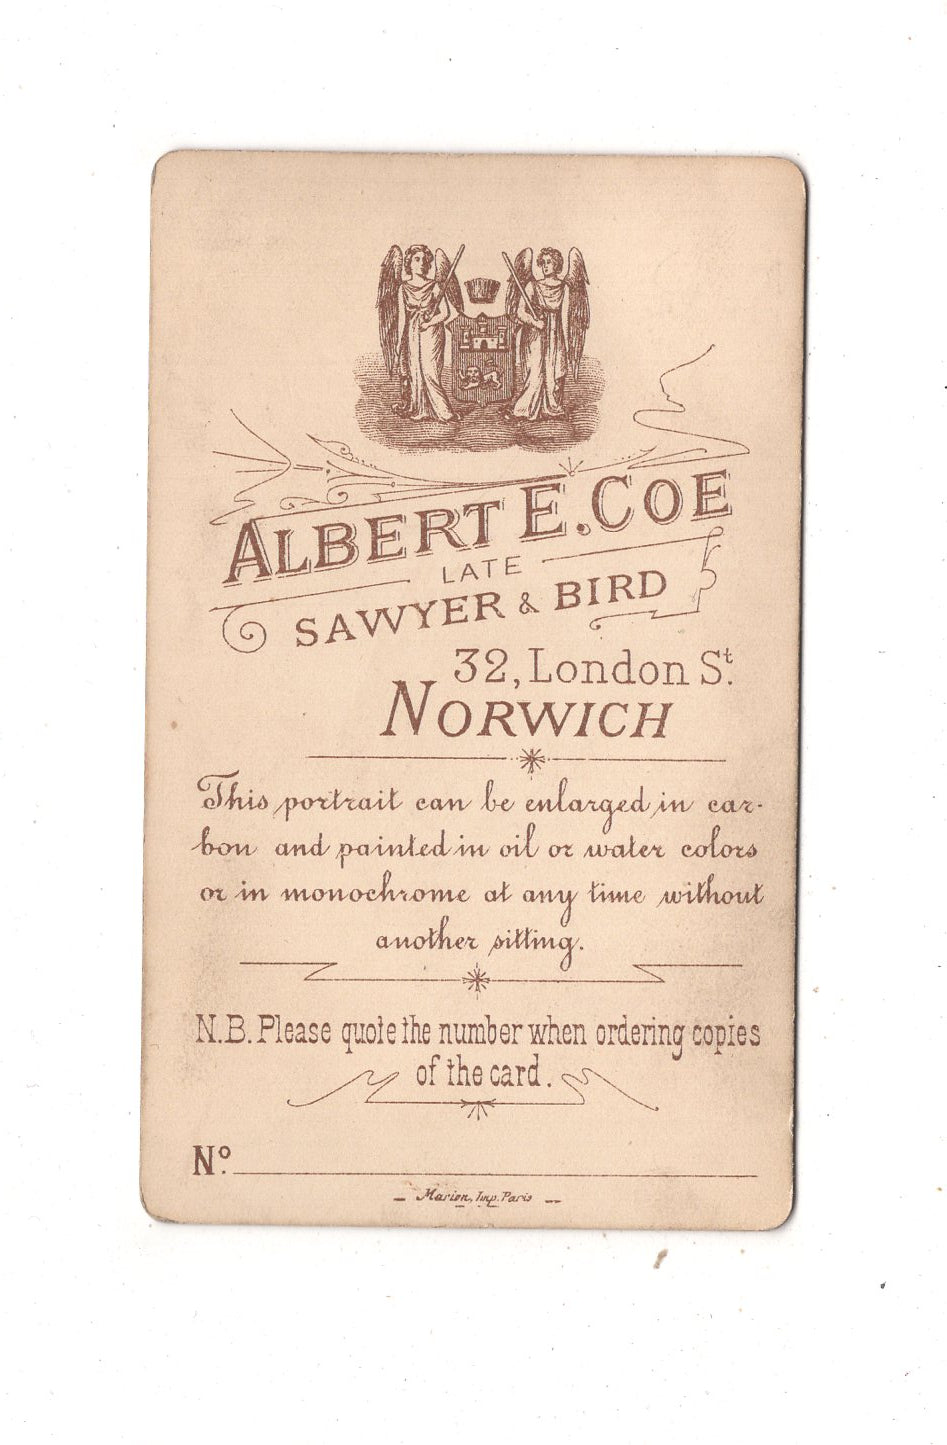 ALBERT E. COE
LATE
SAWYER & BIRD
32, London St.
NORWICH
This portrait can be enlarged in car-
bon and painted in oil or water colors
or in monochrome at any time without
another sitting.
N.B. Please quote the number when ordering copies
of the card.
No.
Marion, Imp. Paris